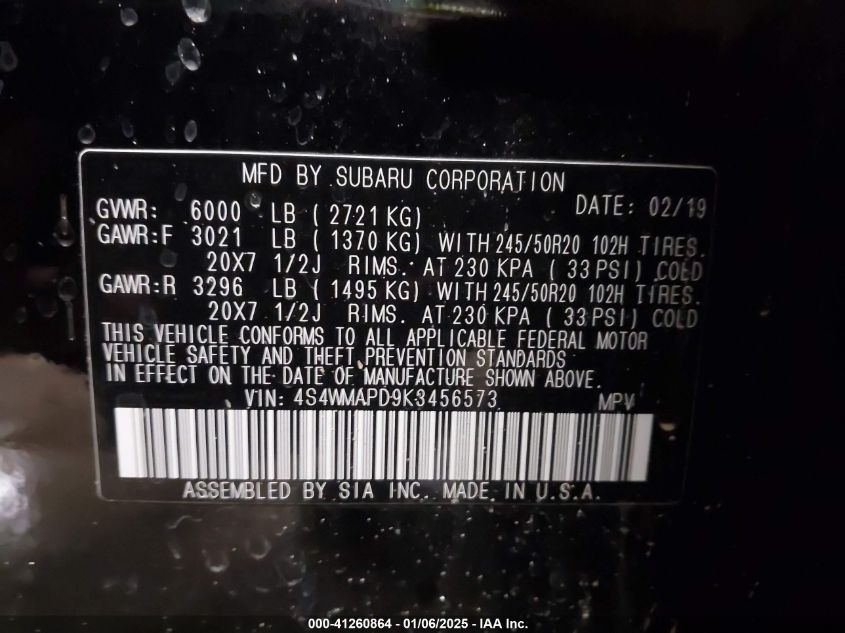 MFD BY SUBARU CORPORATION
DATE: 02/19
GVWR: 6000 LB ( 2721 KG)
GAWR:F 3021 LB ( 1370 KG) WITH 245/50R20 102H TIRES.
20X7 1/2J RIMS. AT 230 KPA ( 33 PSI) COLD
GAWR:R 3296 LB ( 1495 KG) WITH 245/50R20 102H TIRES.
20X7 1/2J RIMS. AT 230 KPA ( 33 PSI) COLD
THIS VEHICLE CONFORMS TO ALL APPLICABLE FEDERAL MOTOR
VEHICLE SAFETY AND THEFT PREVENTION STANDARDS
IN EFFECT ON THE DATE OF MANUFACTURE SHOWN ABOVE.
VIN: 4S4WMAPD9K3456573 MPV
ASSEMBLED BY SIA INC. MADE IN U.S.A.
000-41260864 - 01/06/2025 - IAA Inc.